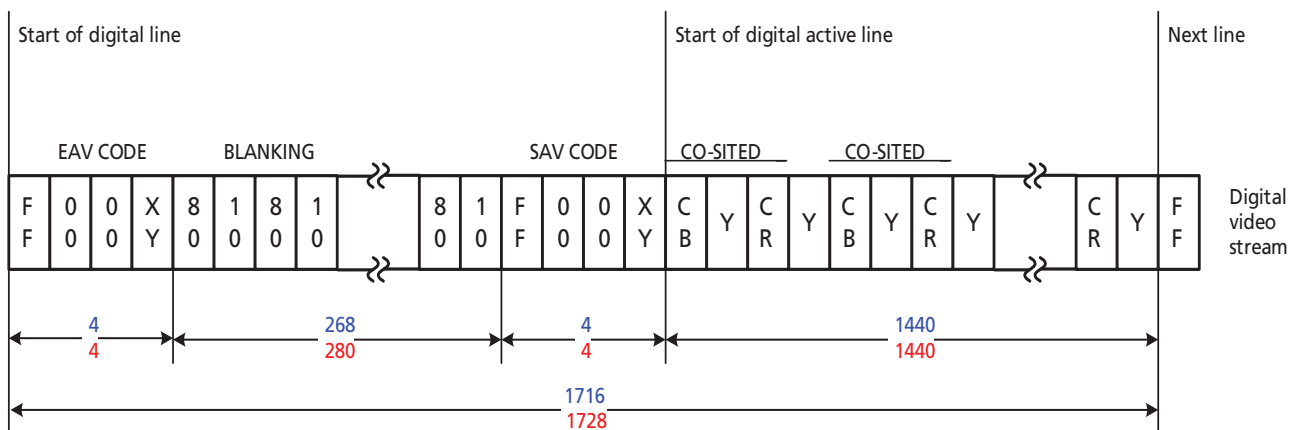 Start of digital line Start of digital active line Next line
EAV CODE BLANKING SAV CODE CO-SITED CO-SITED
F 0 0 X 8 1 8 1 8 1 F 0 0 X C Y C Y C Y C Y C Y F
F 0 0 Y 0 0 0 0 0 0 F 0 0 Y B R B R R F
Digital
video
stream
4 268 4 1440
4 280 4 1440
1716
1728